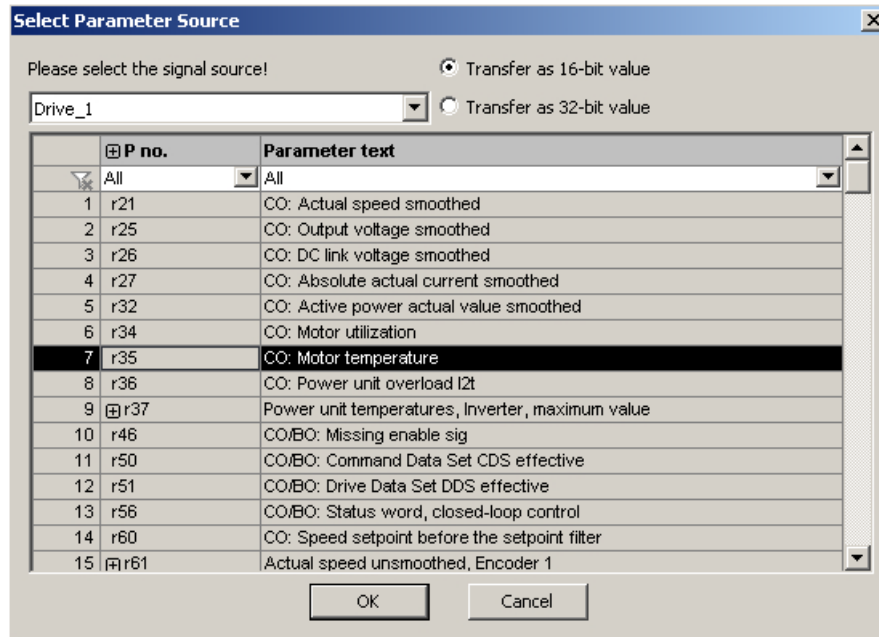 Select Parameter Source
Please select the signal source!
Transfer as 16-bit value
Drive_1
Transfer as 32-bit value
P no. Parameter text
All All
1 r21 CO: Actual speed smoothed
2 r25 CO: Output voltage smoothed
3 r26 CO: DC link voltage smoothed
4 r27 CO: Absolute actual current smoothed
5 r32 CO: Active power actual value smoothed
6 r34 CO: Motor utilization
7 r35 CO: Motor temperature
8 r36 CO: Power unit overload I2t
9 r37 Power unit temperatures, Inverter, maximum value
10 r46 CO/BO: Missing enable sig
11 r50 CO/BO: Command Data Set CDS effective
12 r51 CO/BO: Drive Data Set DDS effective
13 r56 CO/BO: Status word, closed-loop control
14 r60 CO: Speed setpoint before the setpoint filter
15 r61 Actual speed unsmoothed, Encoder 1
OK Cancel